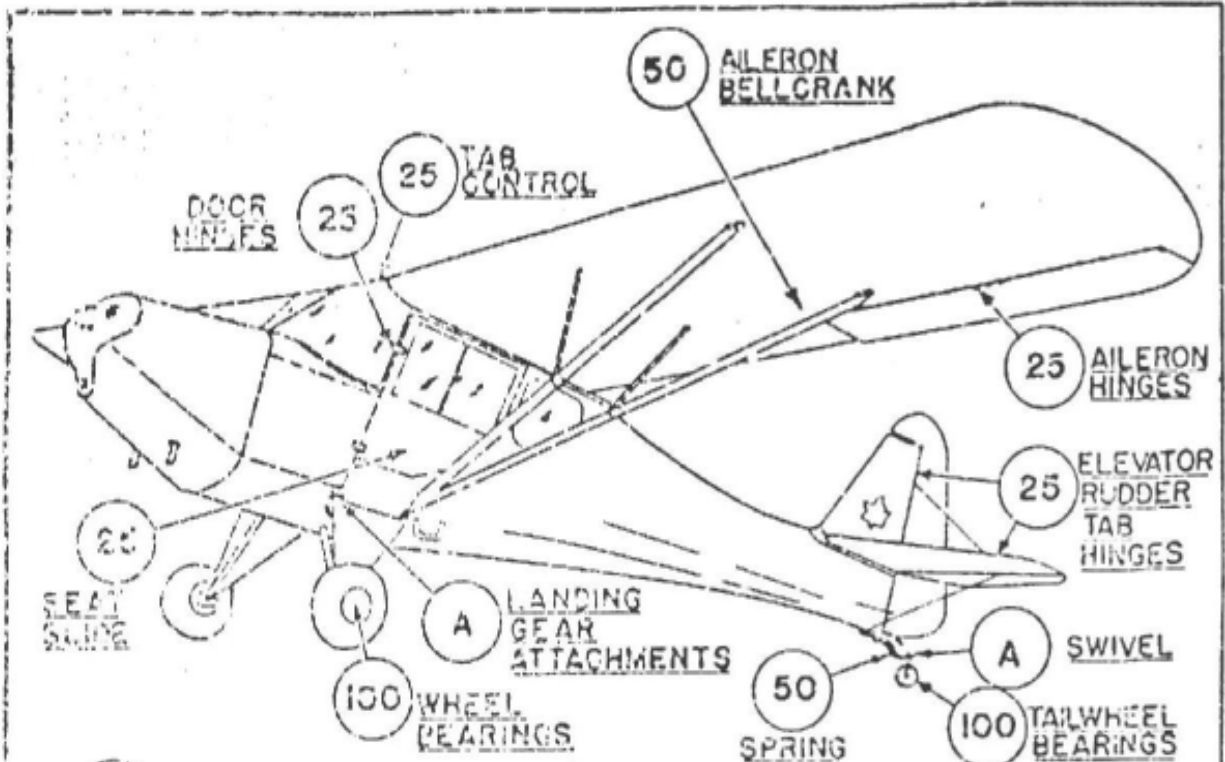 50 AILERON
BELLCRANK
25 TAB
CONTROL
DOOR 25
HINGES
25 AILERON
HINGES
25 ELEVATOR
RUDDER
TAB
HINGES
25
SEAT
A LANDING
GEAR
ATTACHMENTS
100 WHEEL
BEARINGS
A SWIVEL
50
SPRING
100 TAILWHEEL
BEARINGS